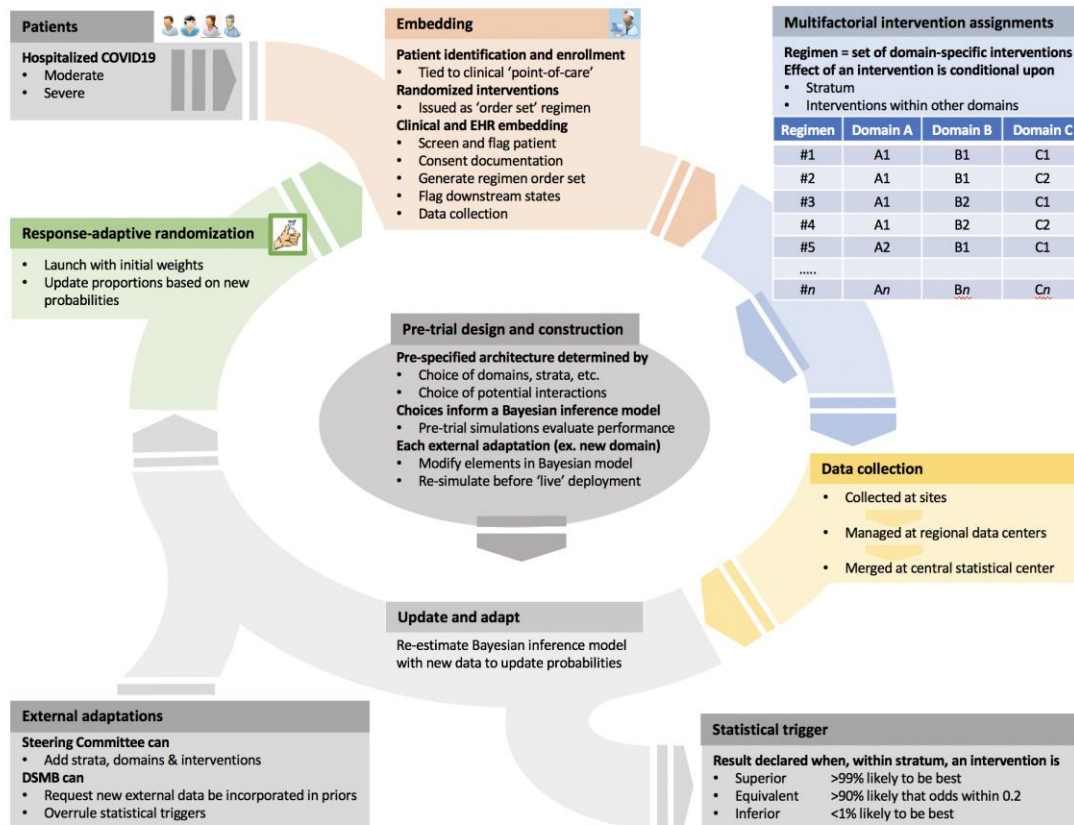 Patients
Hospitalized COVID19
• Moderate
• Severe
Embedding
Patient identification and enrollment
• Tied to clinical ‘point-of-care’
Randomized interventions
• Issued as ‘order set’ regimen
Clinical and EHR embedding
• Screen and flag patient
• Consent documentation
• Generate regimen order set
• Flag downstream states
• Data collection
Multifactorial intervention assignments
Regimen = set of domain-specific interventions
Effect of an intervention is conditional upon
• Stratum
• Interventions within other domains
Regimen Domain A Domain B Domain C
#1 A1 B1 C1
#2 A1 B1 C2
#3 A1 B2 C1
#4 A1 B2 C2
#5 A2 B1 C1
.....
#n An Bn Cn
Response-adaptive randomization
• Launch with initial weights
• Update proportions based on new
probabilities
Pre-trial design and construction
Pre-specified architecture determined by
• Choice of domains, strata, etc.
• Choice of potential interactions
Choices inform a Bayesian inference model
• Pre-trial simulations evaluate performance
Each external adaptation (ex. new domain)
• Modify elements in Bayesian model
• Re-simulate before ‘live’ deployment
Data collection
• Collected at sites
• Managed at regional data centers
• Merged at central statistical center
Update and adapt
Re-estimate Bayesian inference model
with new data to update probabilities
External adaptations
Steering Committee can
• Add strata, domains & interventions
DSMB can
• Request new external data be incorporated in priors
• Overrule statistical triggers
Statistical trigger
Result declared when, within stratum, an intervention is
• Superior >99% likely to be best
• Equivalent >90% likely that odds within 0.2
• Inferior <1% likely to be best